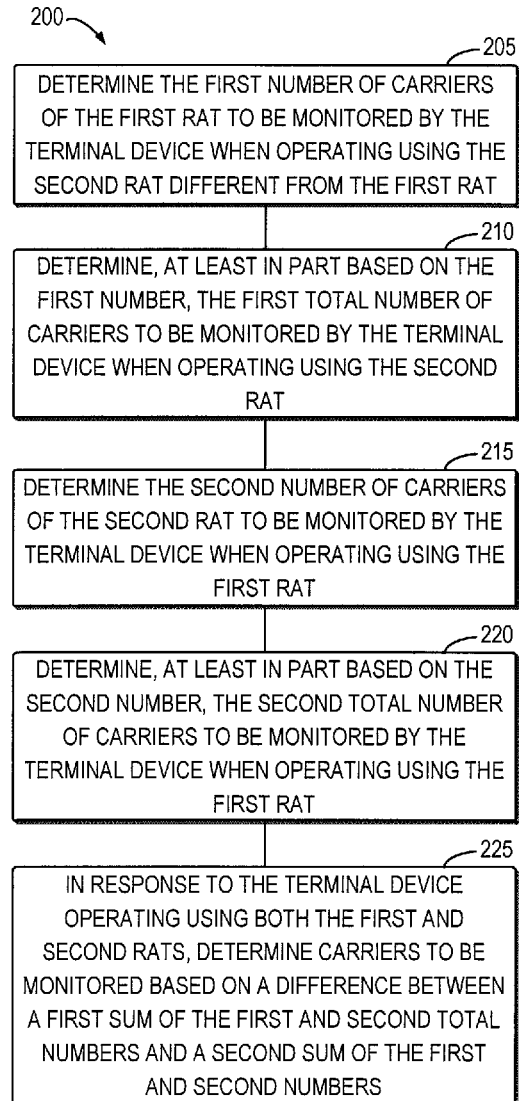 200
205
DETERMINE THE FIRST NUMBER OF CARRIERS
OF THE FIRST RAT TO BE MONITORED BY THE
TERMINAL DEVICE WHEN OPERATING USING THE
SECOND RAT DIFFERENT FROM THE FIRST RAT
210
DETERMINE, AT LEAST IN PART BASED ON THE
FIRST NUMBER, THE FIRST TOTAL NUMBER OF
CARRIERS TO BE MONITORED BY THE TERMINAL
DEVICE WHEN OPERATING USING THE SECOND
RAT
215
DETERMINE THE SECOND NUMBER OF CARRIERS
OF THE SECOND RAT TO BE MONITORED BY THE
TERMINAL DEVICE WHEN OPERATING USING THE
FIRST RAT
220
DETERMINE, AT LEAST IN PART BASED ON THE
SECOND NUMBER, THE SECOND TOTAL NUMBER
OF CARRIERS TO BE MONITORED BY THE
TERMINAL DEVICE WHEN OPERATING USING THE
FIRST RAT
225
IN RESPONSE TO THE TERMINAL DEVICE
OPERATING USING BOTH THE FIRST AND
SECOND RATS, DETERMINE CARRIERS TO BE
MONITORED BASED ON A DIFFERENCE BETWEEN
A FIRST SUM OF THE FIRST AND SECOND TOTAL
NUMBERS AND A SECOND SUM OF THE FIRST
AND SECOND NUMBERS